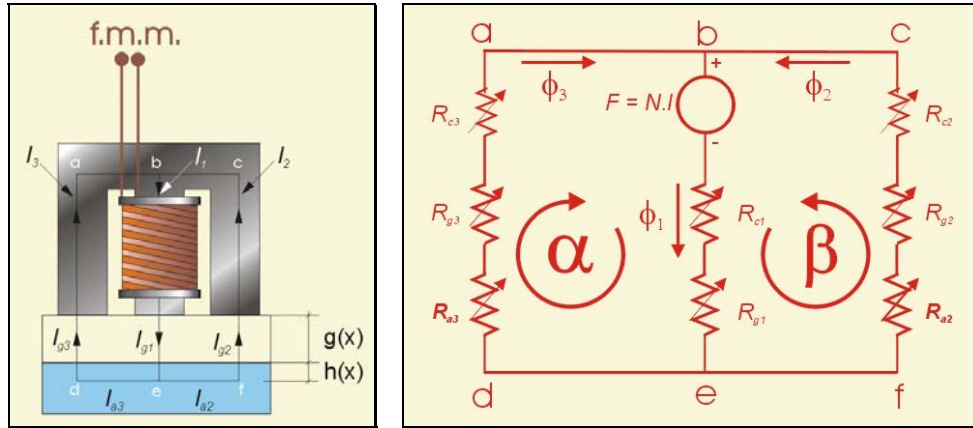 f.m.m.
l3
a
b
l1
c
l2
lg3
lg1
lg2
g(x)
h(x)
d
e
f
la3
la2
a
b
c
ϕ3
+
ϕ2
F = N.I
-
Rc3
Rc2
Rg3
ϕ1
Rc1
Rg2
α
β
Ra3
Rg1
Ra2
d
e
f